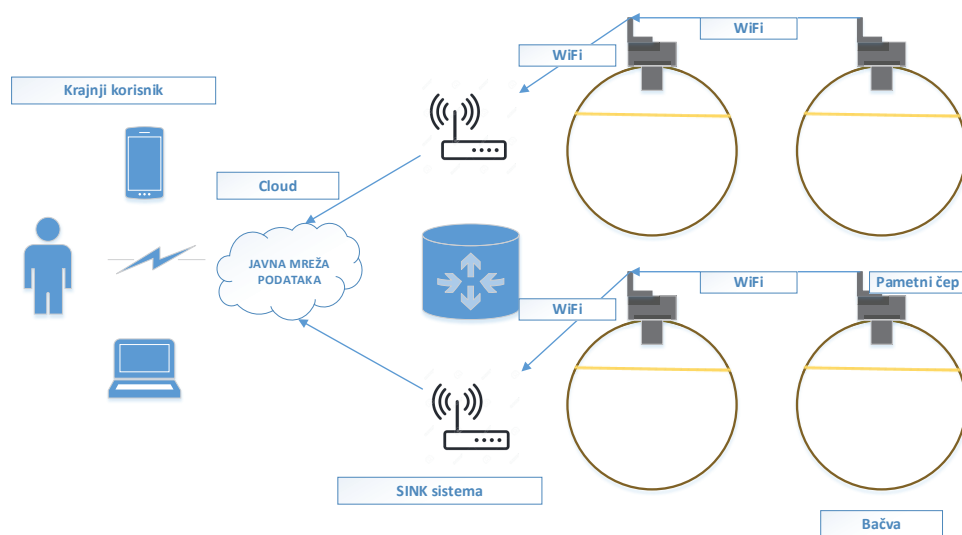 WiFi
WiFi
Krajnji korisnik
Cloud
JAVNA MREŽA
PODATAKA
WiFi
Pametni čep
WiFi
SINK sistema
Bačva